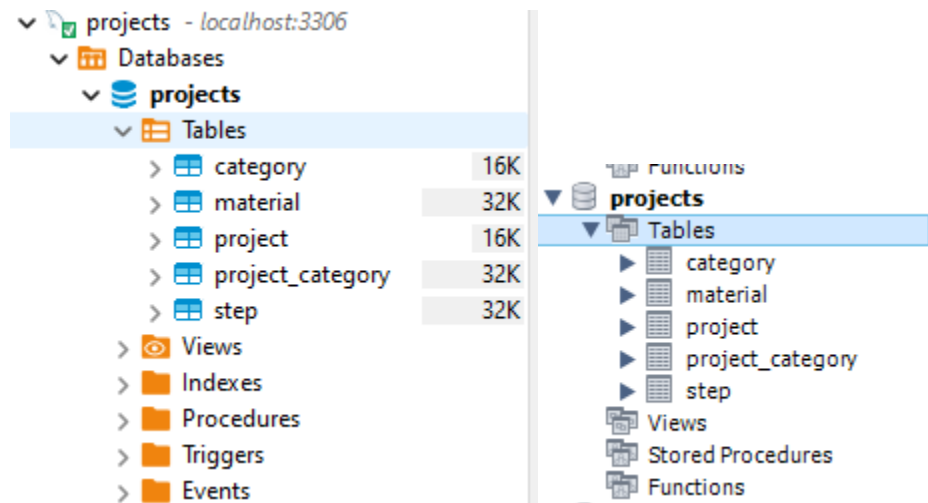 projects - localhost:3306
Databases
projects
Tables
category 16K
material 32K
project 16K
project_category 32K
step 32K
Views
Indexes
Procedures
Triggers
Events
Functions
projects
Tables
category
material
project
project_category
step
Views
Stored Procedures
Functions